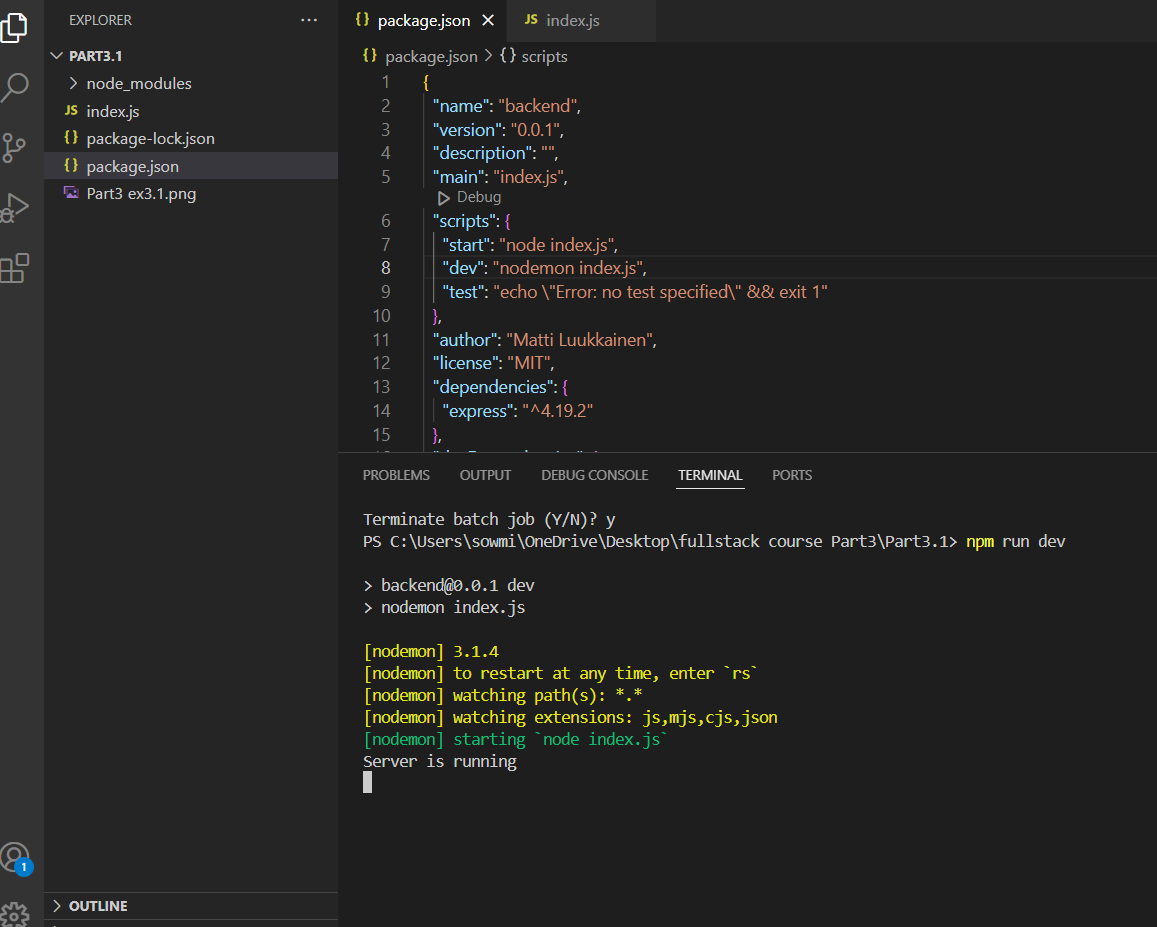 EXPLORER
PART3.1
node_modules
JS index.js
{} package-lock.json
{} package.json
Part3 ex3.1.png
1
OUTLINE
{} package.json
JS index.js
{} package.json > {} scripts
1 {
2 "name": "backend",
3 "version": "0.0.1",
4 "description": "",
5 "main": "index.js",
Debug
6 "scripts": {
7 "start": "node index.js",
8 "dev": "nodemon index.js",
9 "test": "echo \"Error: no test specified\" && exit 1"
10 },
11 "author": "Matti Luukkainen",
12 "license": "MIT",
13 "dependencies": {
14 "express": "^4.19.2"
15 },
PROBLEMS OUTPUT DEBUG CONSOLE TERMINAL PORTS
Terminate batch job (Y/N)? y
PS C:\Users\sowmi\OneDrive\Desktop\fullstack course Part3\Part3.1> npm run dev
> backend@0.0.1 dev
> nodemon index.js
[nodemon] 3.1.4
[nodemon] to restart at any time, enter `rs`
[nodemon] watching path(s): *.*
[nodemon] watching extensions: js,mjs,cjs,json
[nodemon] starting `node index.js`
Server is running